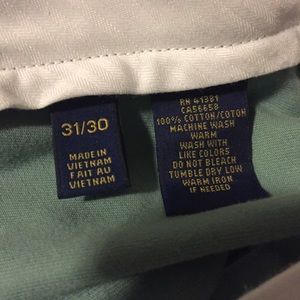 31/30
MADE IN
VIETNAM
FAIT AU
VIETNAM
RN 41381
CA56658
100% COTTON/COTON
MACHINE WASH
WARM
WASH WITH
LIKE COLORS
DO NOT BLEACH
TUMBLE DRY LOW
WARM IRON
IF NEEDED